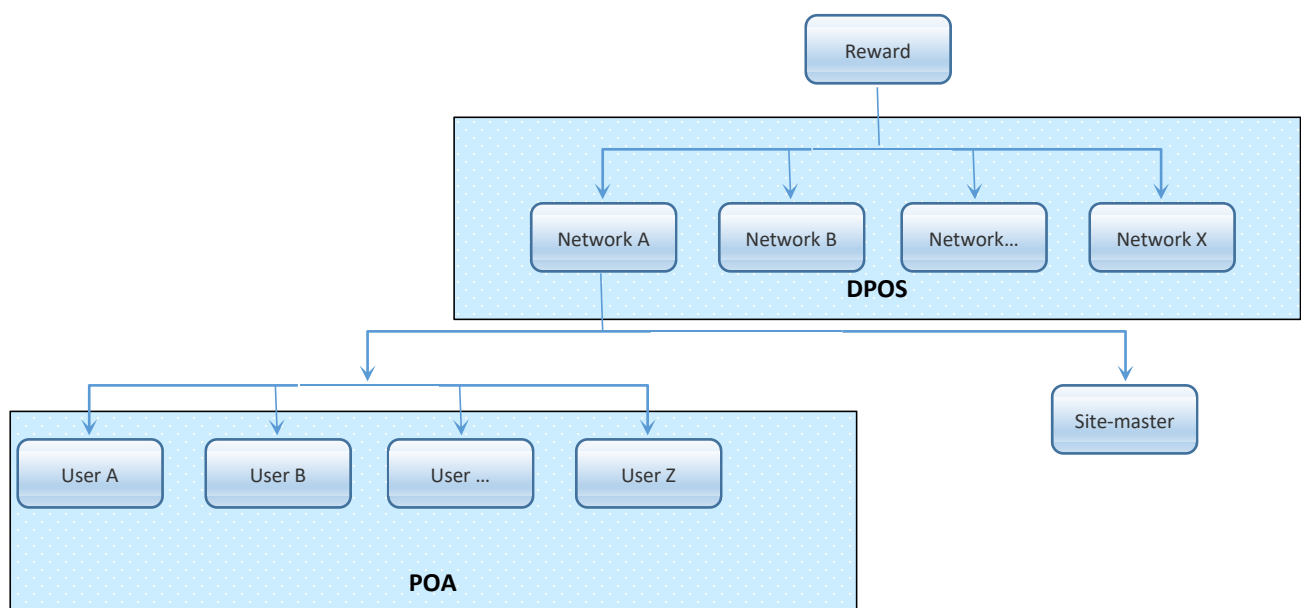 Reward
Network A
Network B
Network...
Network X
DPOS
Site-master
User A
User B
User ...
User Z
POA